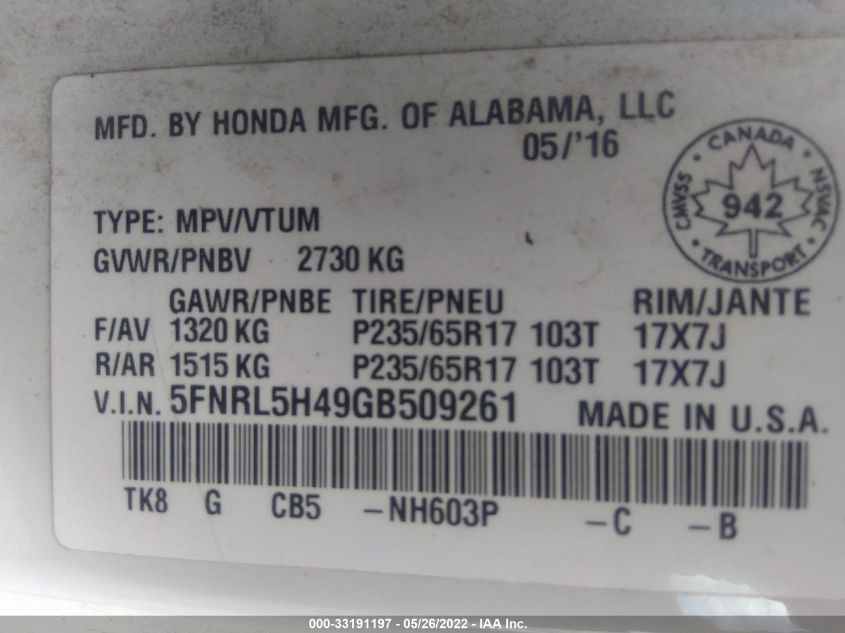 MFD. BY HONDA MFG. OF ALABAMA, LLC
05/'16
CANADA
CMVSS 942 NSVAC
TRANSPORT
TYPE: MPV/VTUM
GVWR/PNBV 2730 KG
GAWR/PNBE TIRE/PNEU RIM/JANTE
F/AV 1320 KG P235/65R17 103T 17X7J
R/AR 1515 KG P235/65R17 103T 17X7J
V.I.N. 5FNRL5H49GB509261 MADE IN U.S.A.
TK8 G CB5 -NH603P -C -B
000-33191197 - 05/26/2022 - IAA Inc.